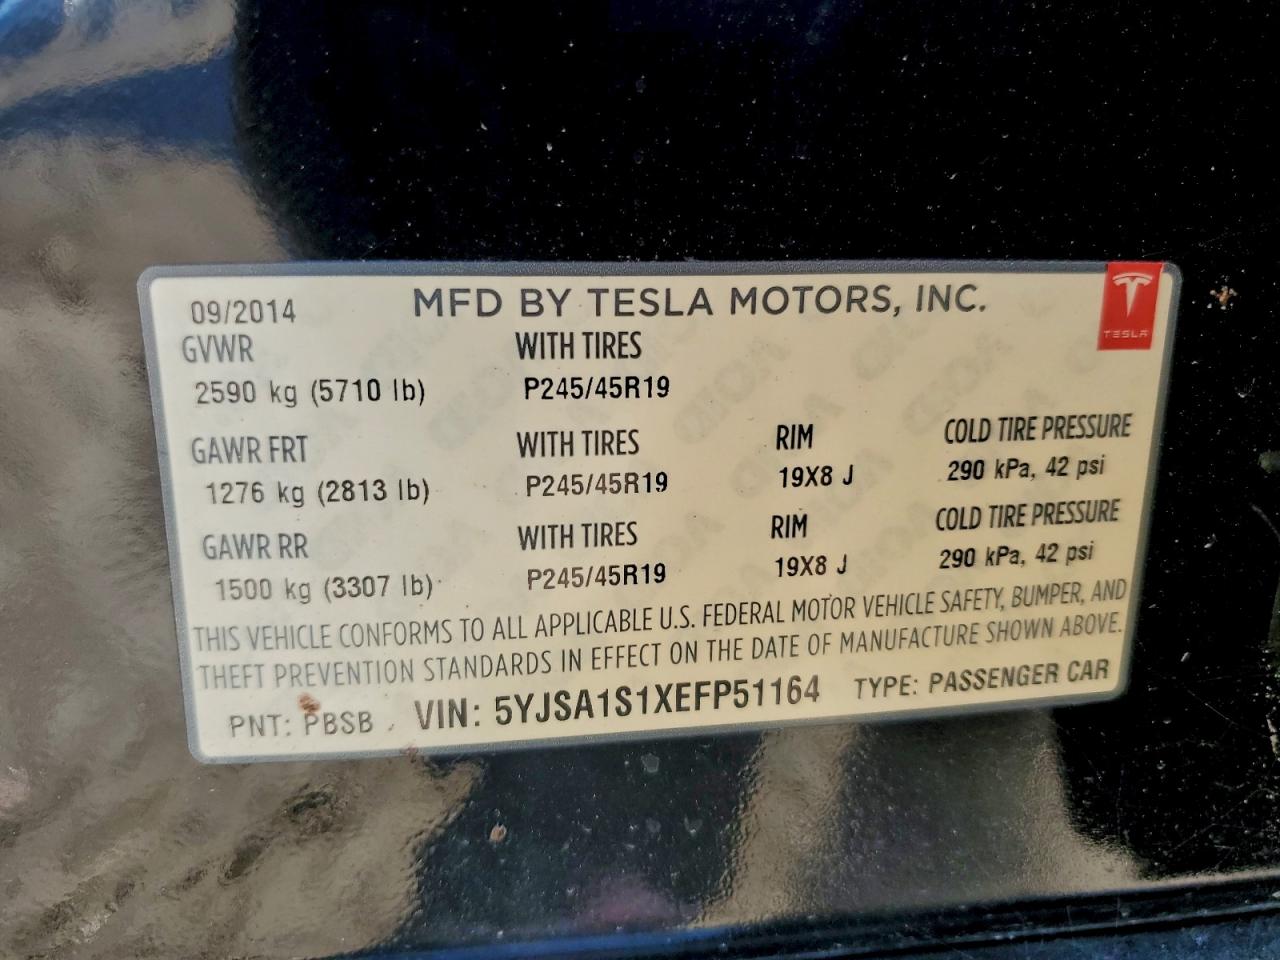 09/2014 MFD BY TESLA MOTORS, INC. TESLA
GVWR WITH TIRES
2590 kg (5710 lb) P245/45R19
GAWR FRT WITH TIRES RIM COLD TIRE PRESSURE
1276 kg (2813 lb) P245/45R19 19X8 J 290 kPa, 42 psi
GAWR RR WITH TIRES RIM COLD TIRE PRESSURE
1500 kg (3307 lb) P245/45R19 19X8 J 290 kPa, 42 psi
THIS VEHICLE CONFORMS TO ALL APPLICABLE U.S. FEDERAL MOTOR VEHICLE SAFETY, BUMPER, AND
THEFT PREVENTION STANDARDS IN EFFECT ON THE DATE OF MANUFACTURE SHOWN ABOVE.
PNT: PBSB VIN: 5YJSA1S1XEFP51164 TYPE: PASSENGER CAR